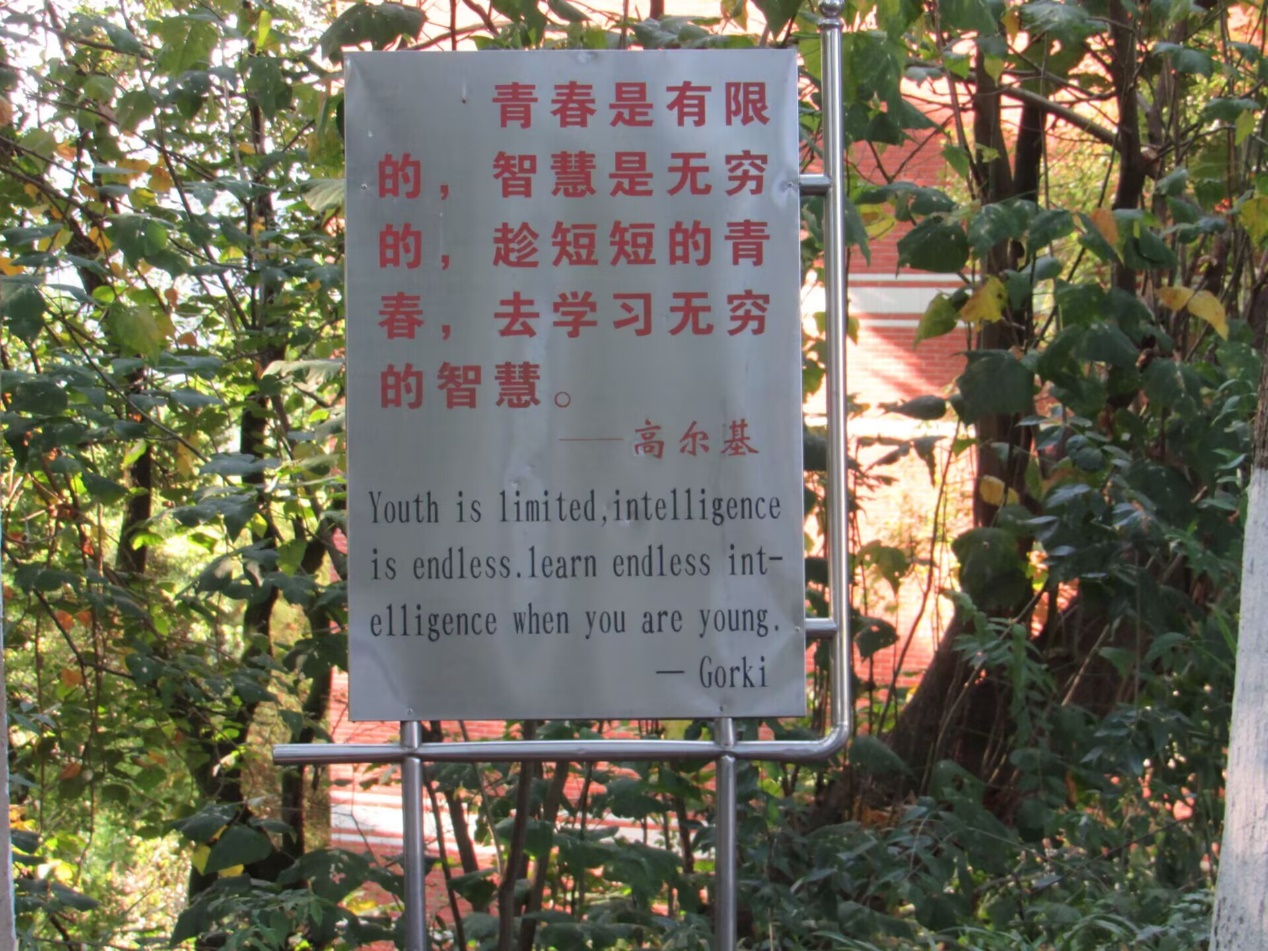 青春是有限
的，智慧是无穷
的，趁短短的青
春，去学习无穷
的智慧。
——高尔基
Youth is limited,intelligence
is endless.learn endless int-
elligence when you are young.
— Gorki